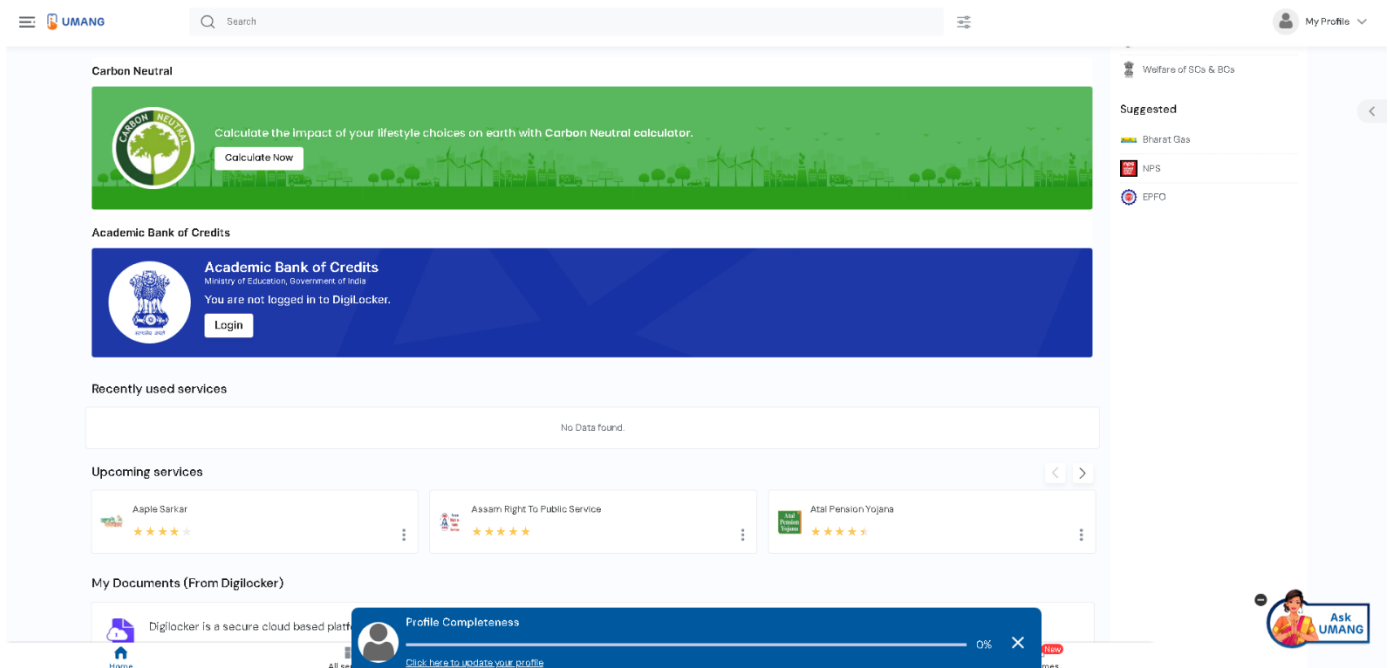 UMANG
Search
My Profile
Carbon Neutral
CARBON NEUTRAL
Calculate the impact of your lifestyle choices on earth with Carbon Neutral calculator.
Calculate Now
Academic Bank of Credits
Academic Bank of Credits
Ministry of Education, Government of India
You are not logged in to DigiLocker.
Login
Recently used services
No Data found.
Upcoming services
Aaple Sarkar
Assam Right To Public Service
Atal Pension Yojana
Atal
Pension
Yojana
My Documents (From Digilocker)
Digilocker is a secure cloud based
Profile Completeness
0%
Click here to update your profile
Home
All
New
Welfare of SCs & BCs
Suggested
Bharat Gas
NPS
EPFO
Ask
UMANG